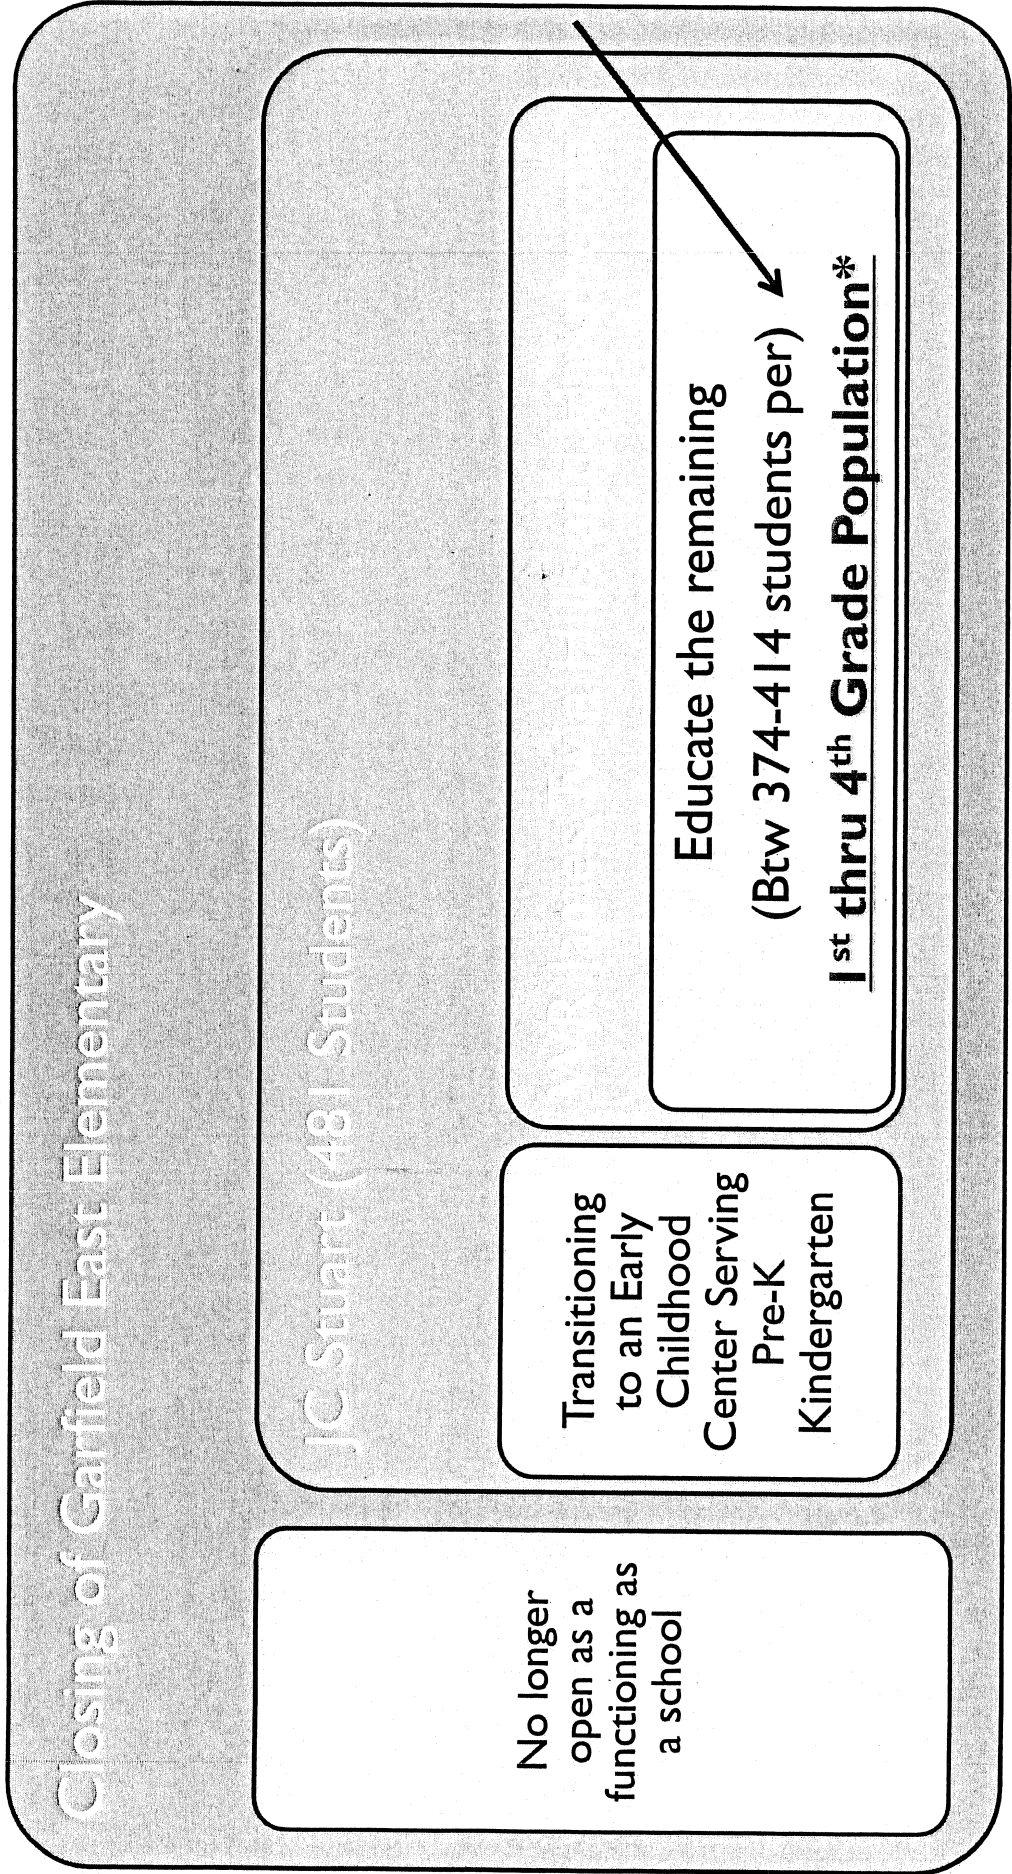 Closing of Garfield East Elementary
No longer
open as a
functioning as
a school
JC Stuart (481 Students)
Transitioning
to an Early
Childhood
Center Serving
Pre-K
Kindergarten
Educate the remaining
(Btw 374-414 students per)
1st thru 4th Grade Population*